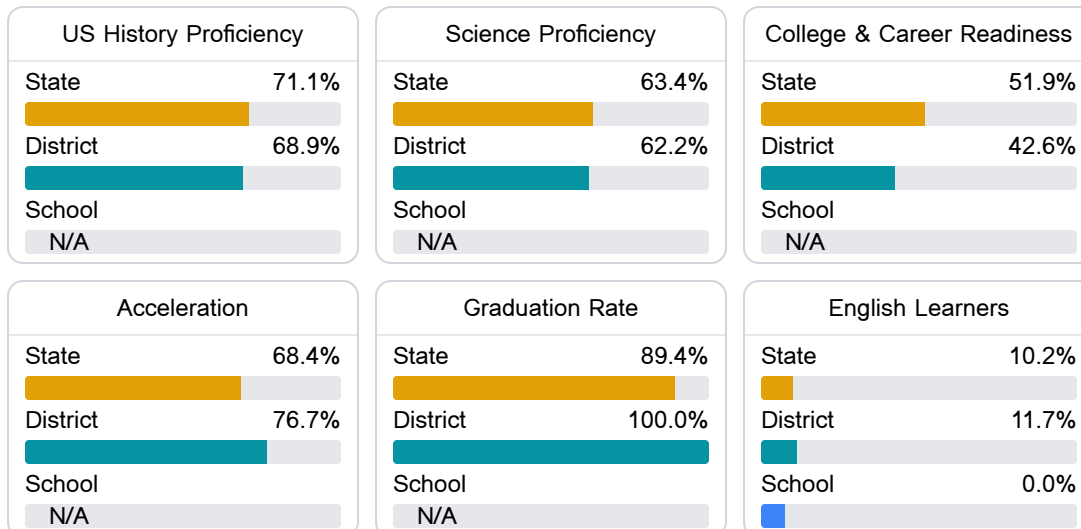 US History Proficiency
State 71.1%
District 68.9%
School
N/A
Science Proficiency
State 63.4%
District 62.2%
School
N/A
College & Career Readiness
State 51.9%
District 42.6%
School
N/A
Acceleration
State 68.4%
District 76.7%
School
N/A
Graduation Rate
State 89.4%
District 100.0%
School
N/A
English Learners
State 10.2%
District 11.7%
School 0.0%